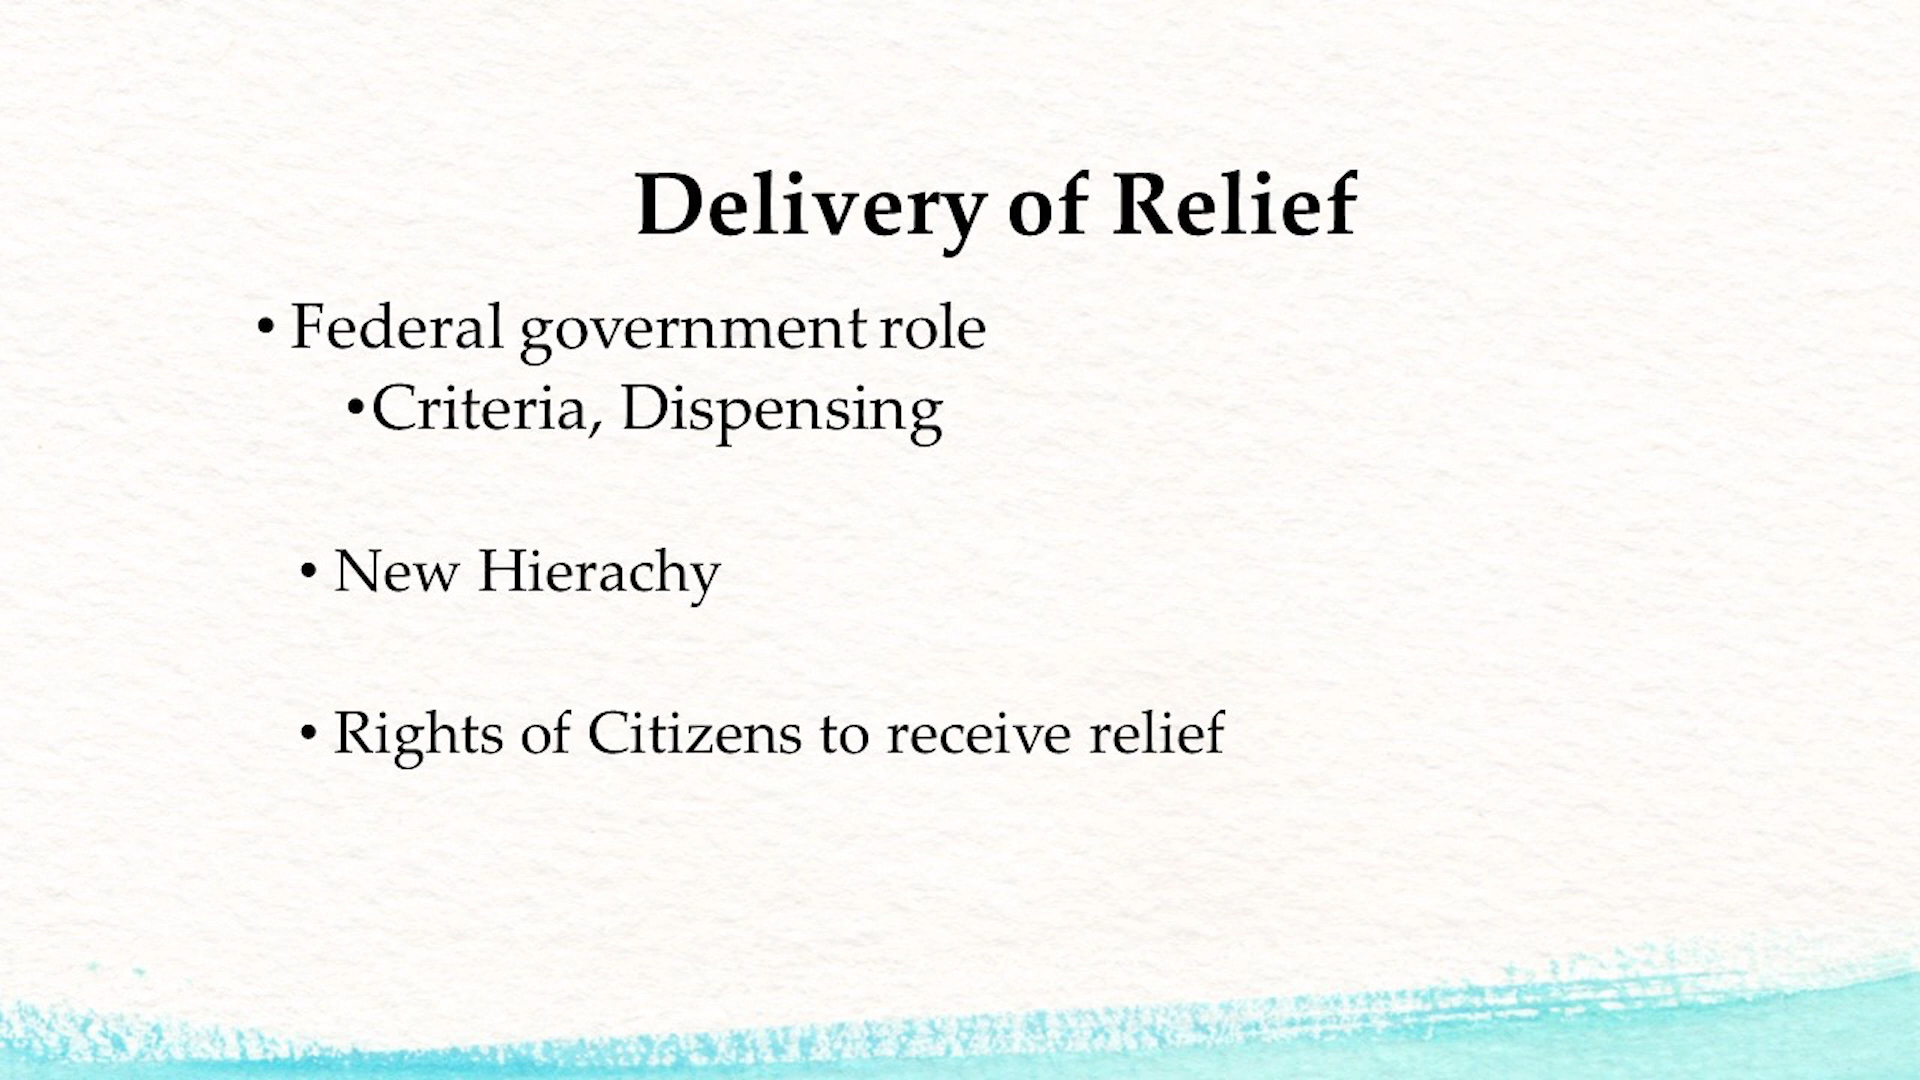 Delivery of Relief
• Federal government role
•Criteria, Dispensing
• New Hierachy
• Rights of Citizens to receive relief